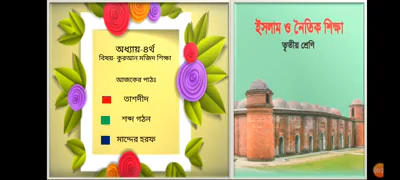 অধ্যায়-৪র্থ
বিষয়- কুরআন মজিদ শিক্ষা
আজকের পাঠঃ
তাশদীদ
শব্দ গঠন
মাদ্দের হরফ
ইসলাম ও নৈতিক শিক্ষা
তৃতীয় শ্রেণি